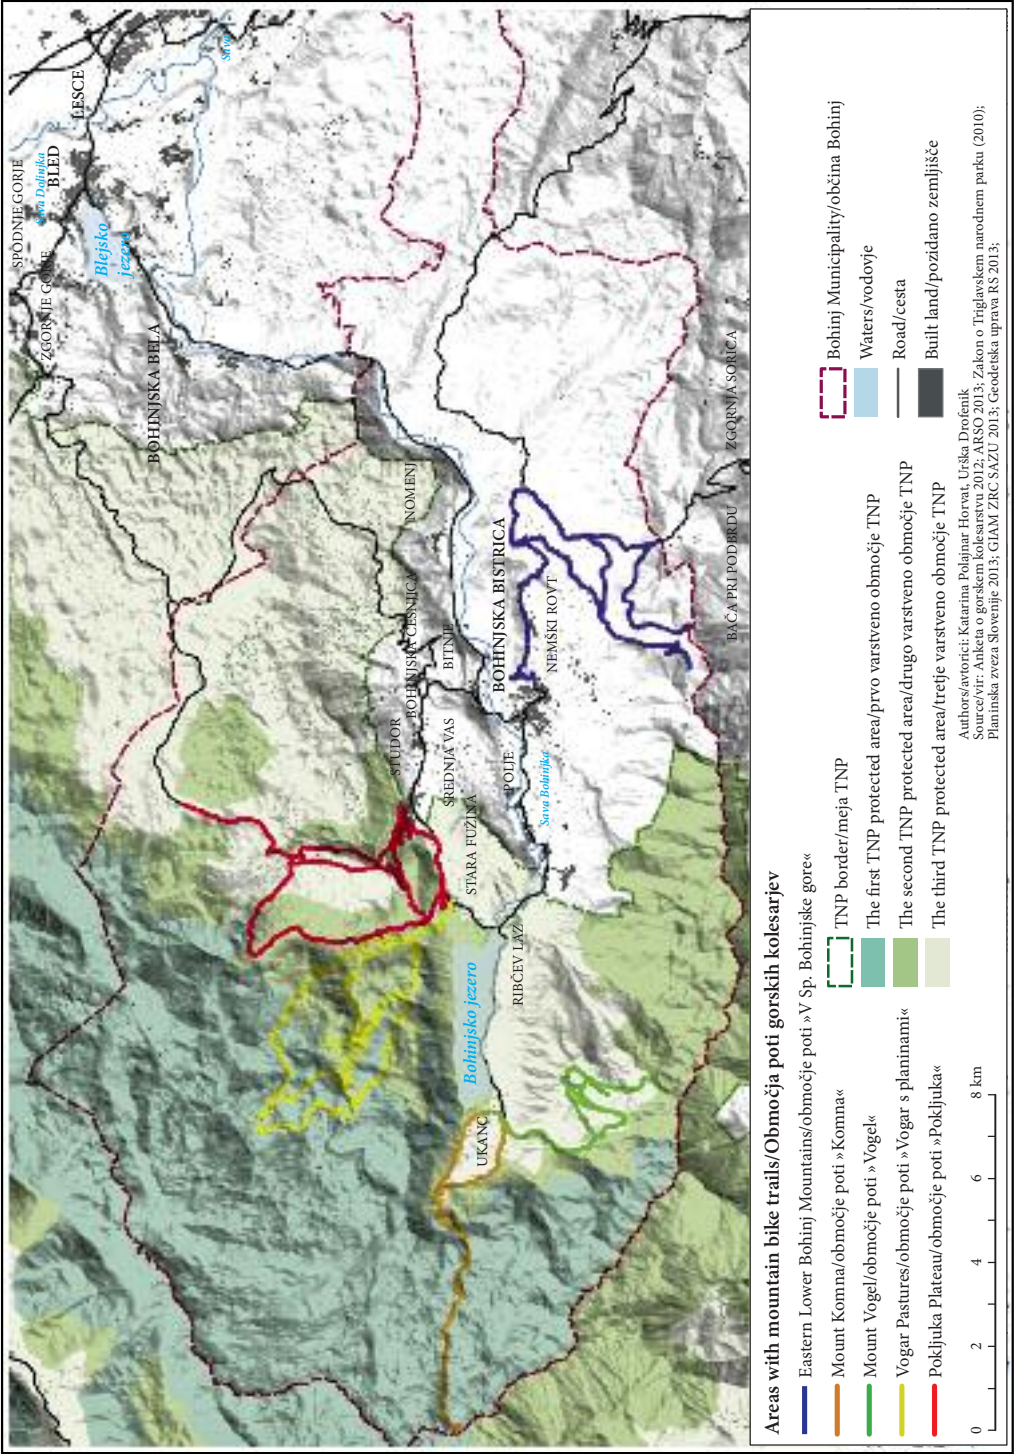 SPODNJE GORJE
ZGORNJE GORJE
Sava Dolinjka
BLED
LESCE
Sava
Blejsko
jezero
BOHINJSKA BELA
NOMENJ
BOHINJSKA ČEŠNJICA
BITNJE
STUDOR
SREDNJA VAS
STARA FUŽINA
POLJE
BOHINJSKA BISTRICA
NEMŠKI ROVT
Sava Bohinjka
RIBČEV LAZ
Bohinjsko jezero
UKANC
ZGORNJA SORICA
BAČA PRI PODBRDU
Areas with mountain bike trails/Območja poti gorskih kolesarjev
Eastern Lower Bohinj Mountains/območje poti »V Sp. Bohinjske gore«
Mount Komna/območje poti »Komna«
Mount Vogel/območje poti »Vogel«
Vogar Pastures/območje poti »Vogar s planinami«
Pokljuka Plateau/območje poti »Pokljuka«
TNP border/meja TNP
The first TNP protected area/prvo varstveno območje TNP
The second TNP protected area/drugo varstveno območje TNP
The third TNP protected area/tretje varstveno območje TNP
Bohinj Municipality/občina Bohinj
Waters/vodovje
Road/cesta
Built land/pozidano zemljišče
0 2 4 6 8 km
Authors/avtorici: Katarina Polajnar Horvat, Urška Drofenik
Source/vir: Anketa o gorskem kolesarstvu 2012; ARSO 2013; Zakon o Triglavskem narodnem parku (2010);
Planinska zveza Slovenije 2013; GIAM ZRC SAZU 2013; Geodetska uprava RS 2013;